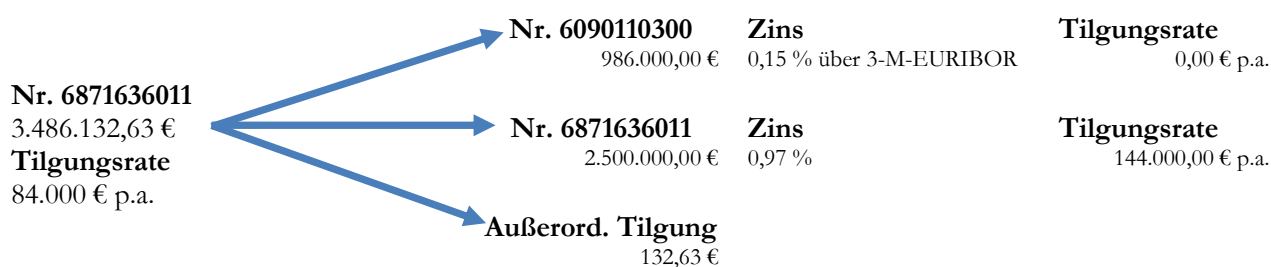 Nr. 6090110300 Zins Tilgungsrate
986.000,00 € 0,15 % über 3-M-EURIBOR 0,00 € p.a.
Nr. 6871636011
3.486.132,63 €
Tilgungsrate
84.000 € p.a.
Nr. 6871636011 Zins Tilgungsrate
2.500.000,00 € 0,97 % 144.000,00 € p.a.
Außerord. Tilgung
132,63 €